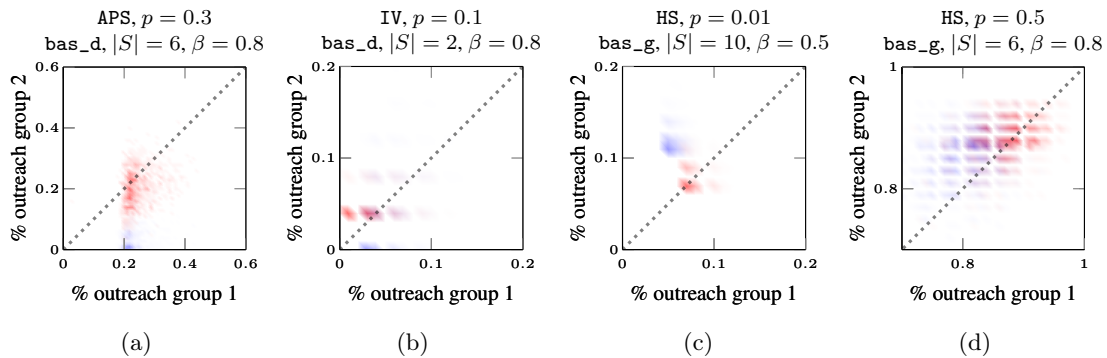 APS, p = 0.3
bas_d, |S| = 6, β = 0.8
% outreach group 2
0.6
0.4
0.2
0
0
0.2
0.4
0.6
% outreach group 1
(a)
IV, p = 0.1
bas_d, |S| = 2, β = 0.8
% outreach group 2
0.2
0.1
0
0
0.1
0.2
% outreach group 1
(b)
HS, p = 0.01
bas_g, |S| = 10, β = 0.5
% outreach group 2
0.2
0.1
0
0
0.1
0.2
% outreach group 1
(c)
HS, p = 0.5
bas_g, |S| = 6, β = 0.8
% outreach group 2
1
0.8
0.8
1
% outreach group 1
(d)